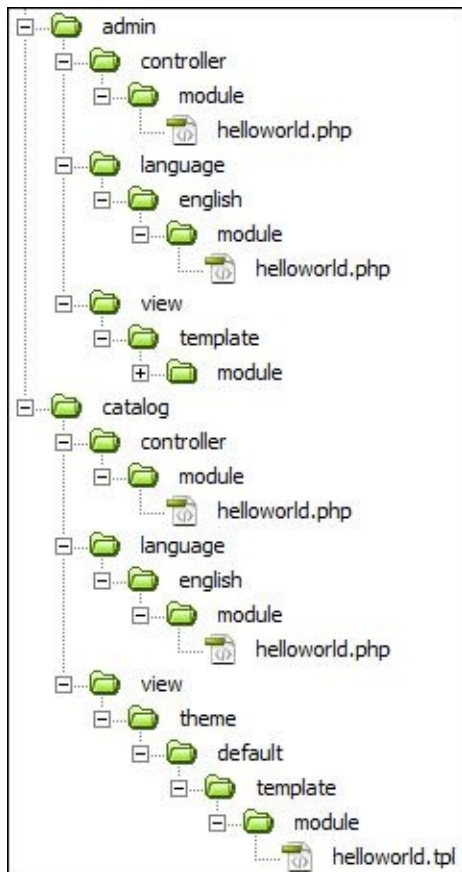 admin
controller
module
helloworld.php
language
english
module
helloworld.php
view
template
module
catalog
controller
module
helloworld.php
language
english
module
helloworld.php
view
theme
default
template
module
helloworld.tpl